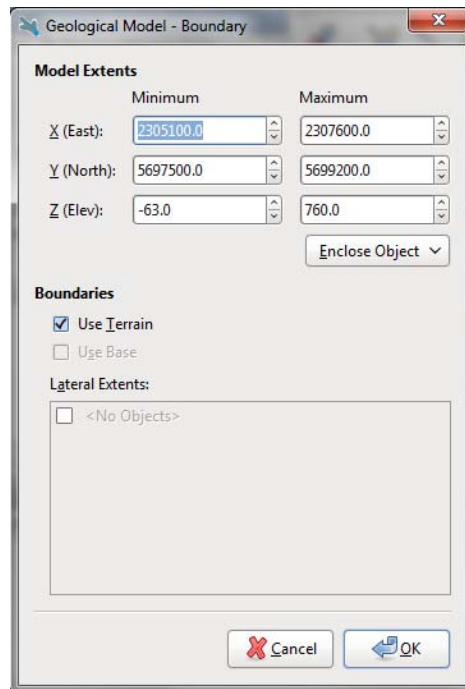 Geological Model - Boundary
Model Extents
Minimum Maximum
X (East): 2305100.0 2307600.0
Y (North): 5697500.0 5699200.0
Z (Elev): -63.0 760.0
Enclose Object
Boundaries
Use Terrain
Use Base
Lateral Extents:
<No Objects>
Cancel OK